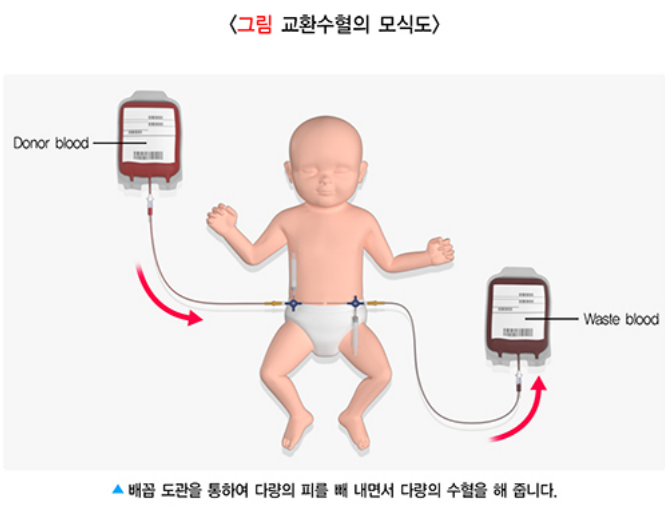 <그림 교환수혈의 모식도>
Donor blood
Waste blood
▲ 배꼽 도관을 통하여 다량의 피를 빼 내면서 다량의 수혈을 해 줍니다.